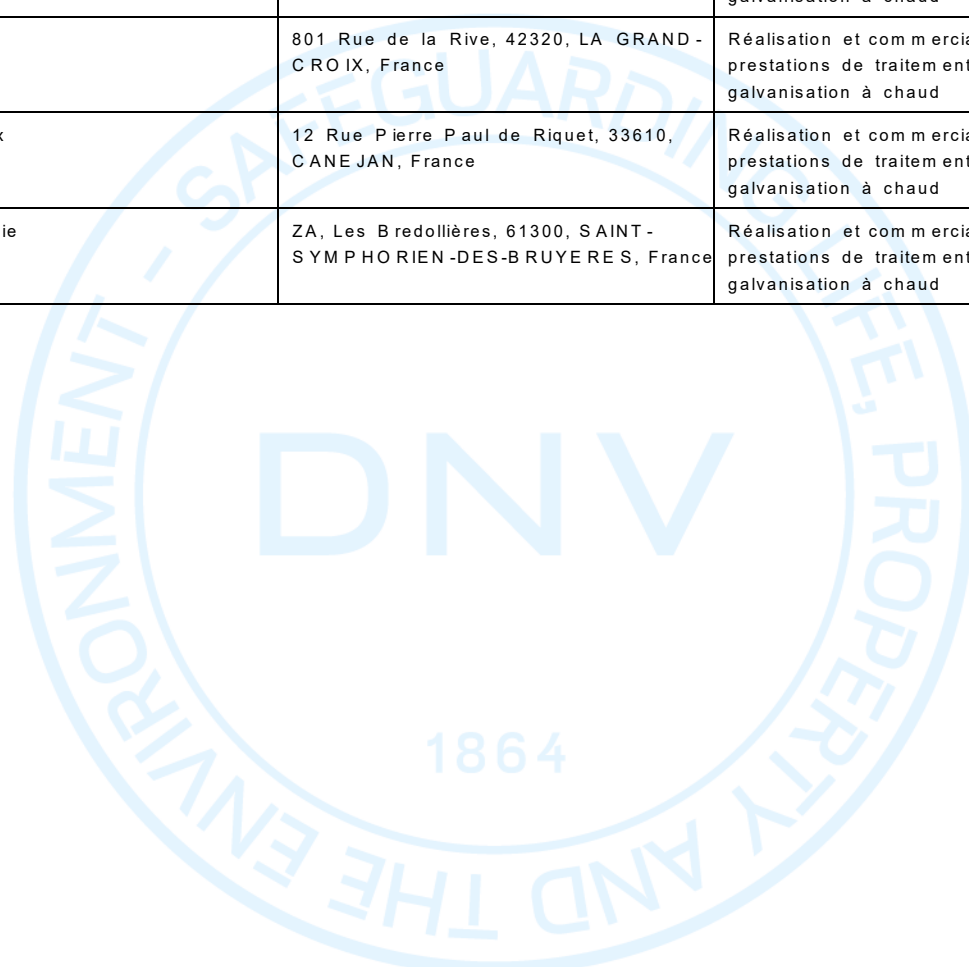 galvanisation à chaud
801 Rue de la Rive, 42320, LA GRAND-
CROIX, France
Réalisation et commercia
prestations de traitement
galvanisation à chaud
x
12 Rue Pierre Paul de Riquet, 33610,
CANEJAN, France
Réalisation et commercia
prestations de traitement
galvanisation à chaud
ie
ZA, Les Bredollières, 61300, SAINT-
SYMPHORIEN-DES-BRUYERES, France
Réalisation et commercia
prestations de traitement
galvanisation à chaud
SAFEGUARDING LIFE, PROPERTY AND THE ENVIRONMENT -
DNV
1864